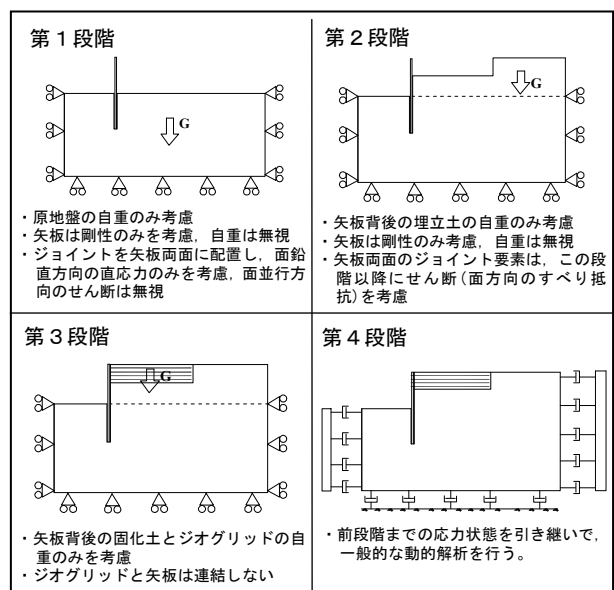 第1段階
G
・原地盤の自重のみ考慮
・矢板は剛性のみを考慮，自重は無視
・ジョイントを矢板両面に配置し，面鉛
直方向の直応力のみを考慮，面並行方
向のせん断は無視
第2段階
G
・矢板背後の埋立土の自重のみ考慮
・矢板は剛性のみ考慮，自重は無視
・矢板両面のジョイント要素は，この段
階以降にせん断(面方向のすべり抵
抗)を考慮
第3段階
G
・矢板背後の固化土とジオグリッドの自
重のみを考慮
・ジオグリッドと矢板は連結しない
第4段階
・前段階までの応力状態を引き継いで，
一般的な動的解析を行う。